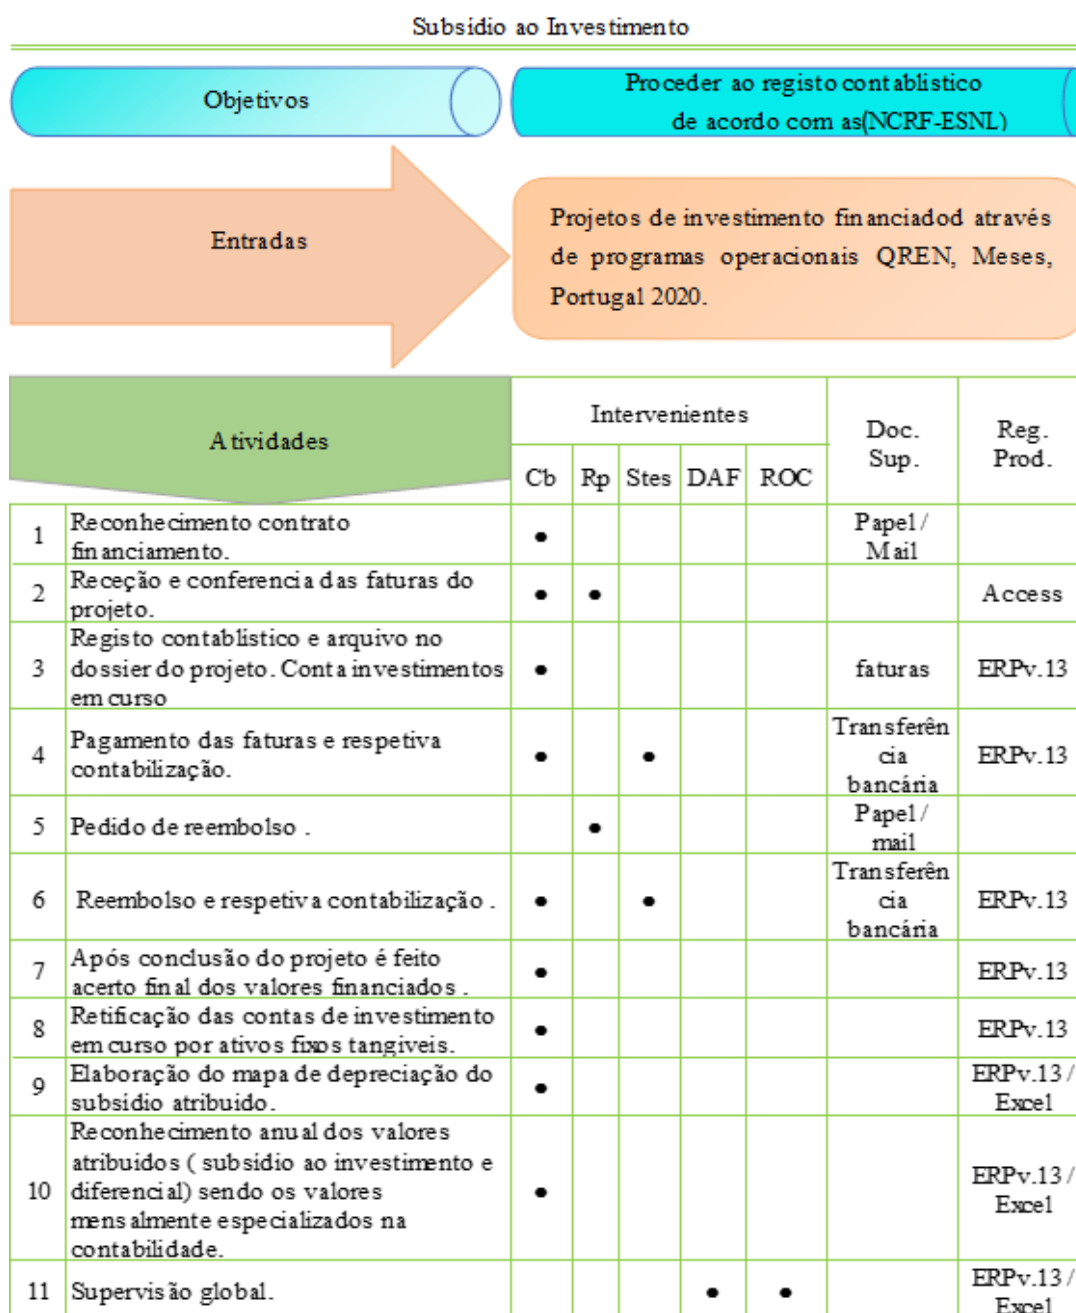 Subsídio ao Investimento
Objetivos
Proceder ao registo contablístico
de acordo com as(NCRF-ESNL)
Entradas
Projetos de investimento financiadod através
de programas operacionais QREN, Meses,
Portugal 2020.
Atividades
Intervenientes
Doc.
Sup.
Reg.
Prod.
Cb Rp Stes DAF ROC
1 Reconhecimento contrato
financiamento.
•
Papel /
Mail
2 Receção e conferencia das faturas do
projeto.
• •
Access
3 Registo contablístico e arquivo no
dossier do projeto. Conta investimentos
em curso
•
faturas
ERPv.13
4 Pagamento das faturas e respetiva
contabilização.
• •
Transferên
cia
bancária
ERPv.13
5 Pedido de reembolso .
•
Papel /
mail
6 Reembolso e respetiva contabilização .
• •
Transferên
cia
bancária
ERPv.13
7 Após conclusão do projeto é feito
acerto final dos valores financiados .
•
ERPv.13
8 Retificação das contas de investimento
em curso por ativos fixos tangiveis.
•
ERPv.13
9 Elaboração do mapa de depreciação do
subsídio atribuido.
•
ERPv.13 /
Excel
10 Reconhecimento anual dos valores
atribuidos ( subsídio ao investimento e
diferencial) sendo os valores
mensalmente especializados na
contabilidade.
•
ERPv.13 /
Excel
11 Supervisão global.
• •
ERPv.13 /
Excel